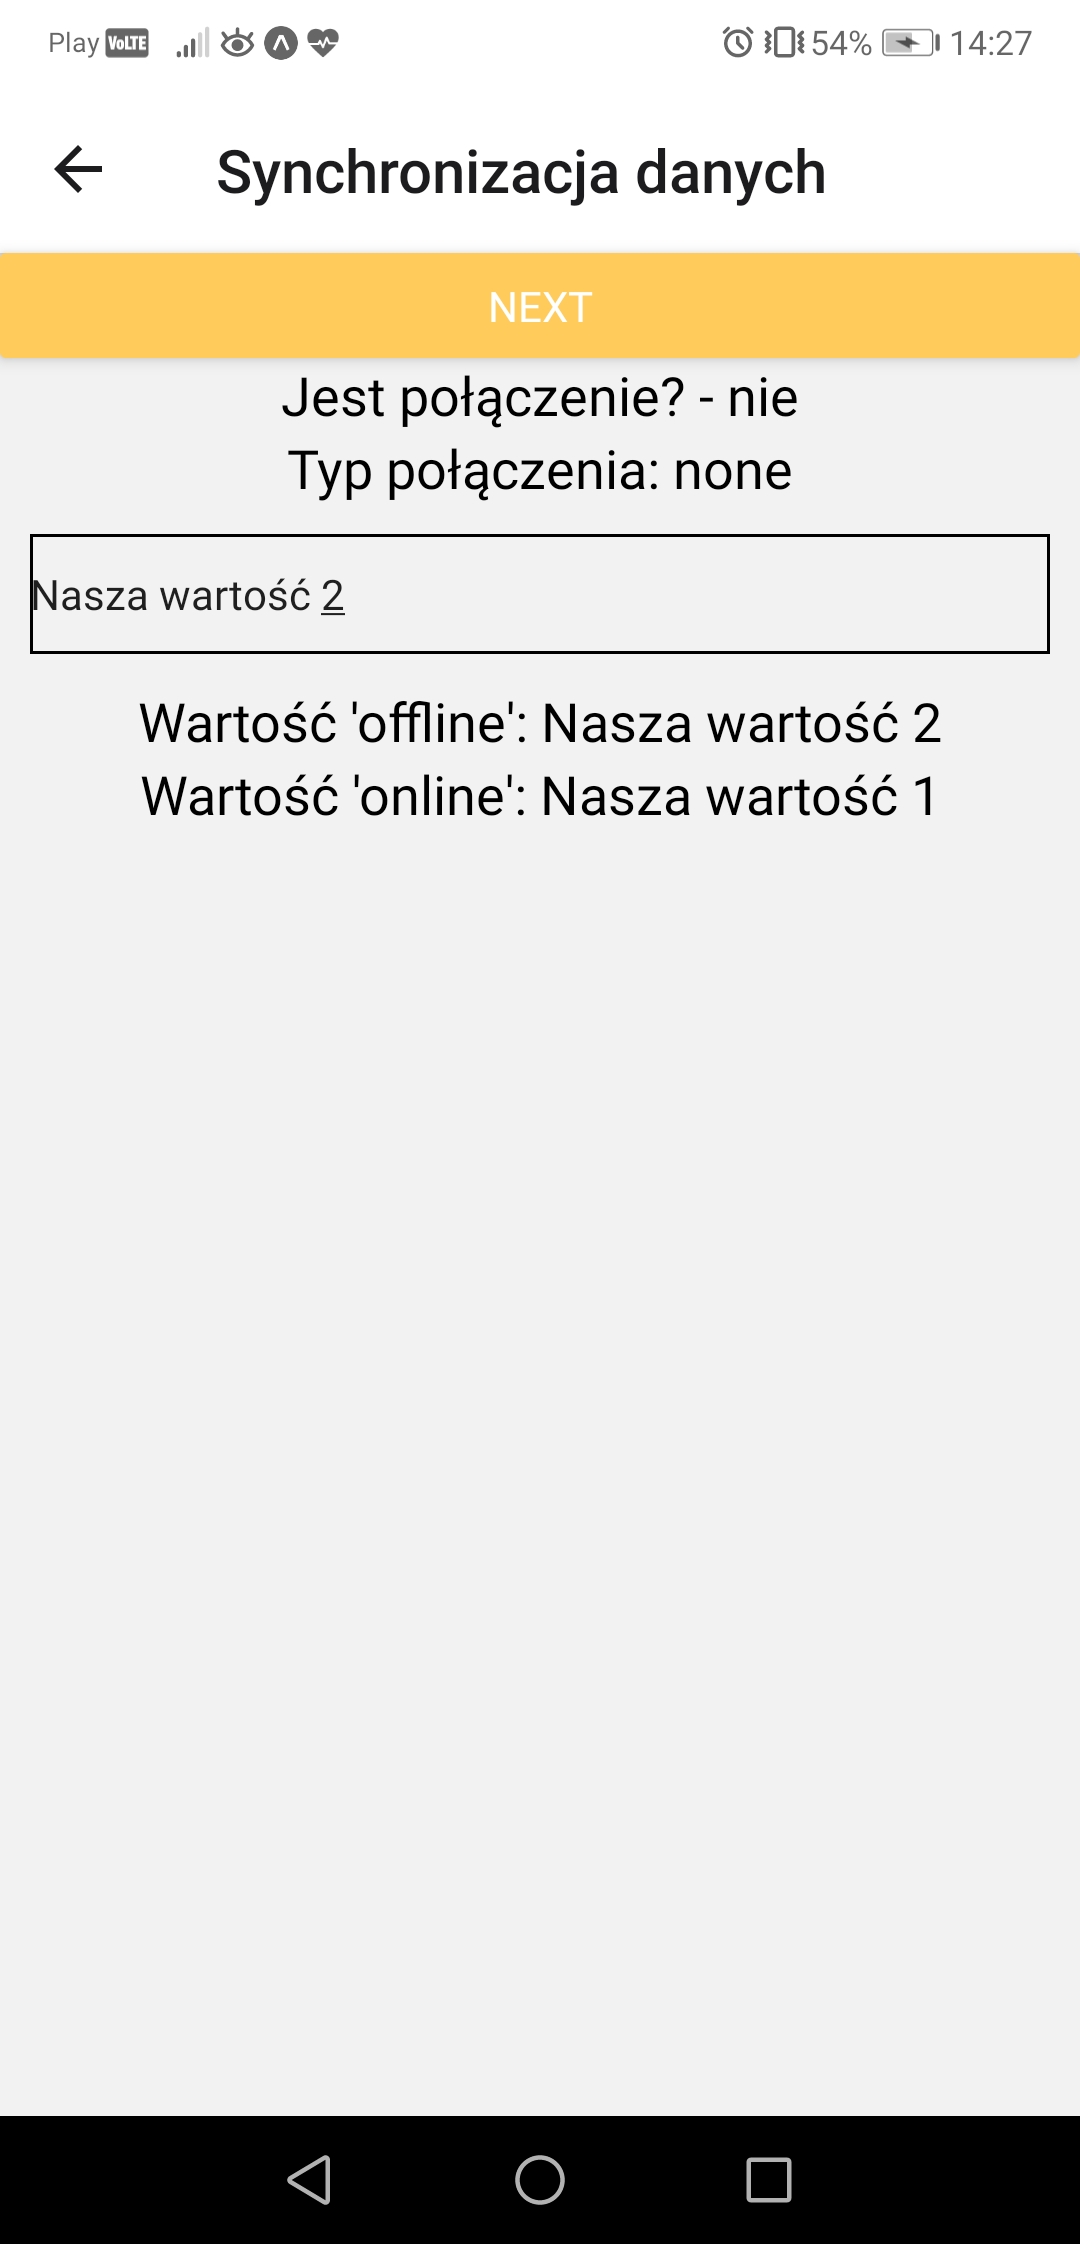 Play VoLTE 54% 14:27
Synchronizacja danych
NEXT
Jest połączenie? - nie
Typ połączenia: none
Nasza wartość 2
Wartość 'offline': Nasza wartość 2
Wartość 'online': Nasza wartość 1